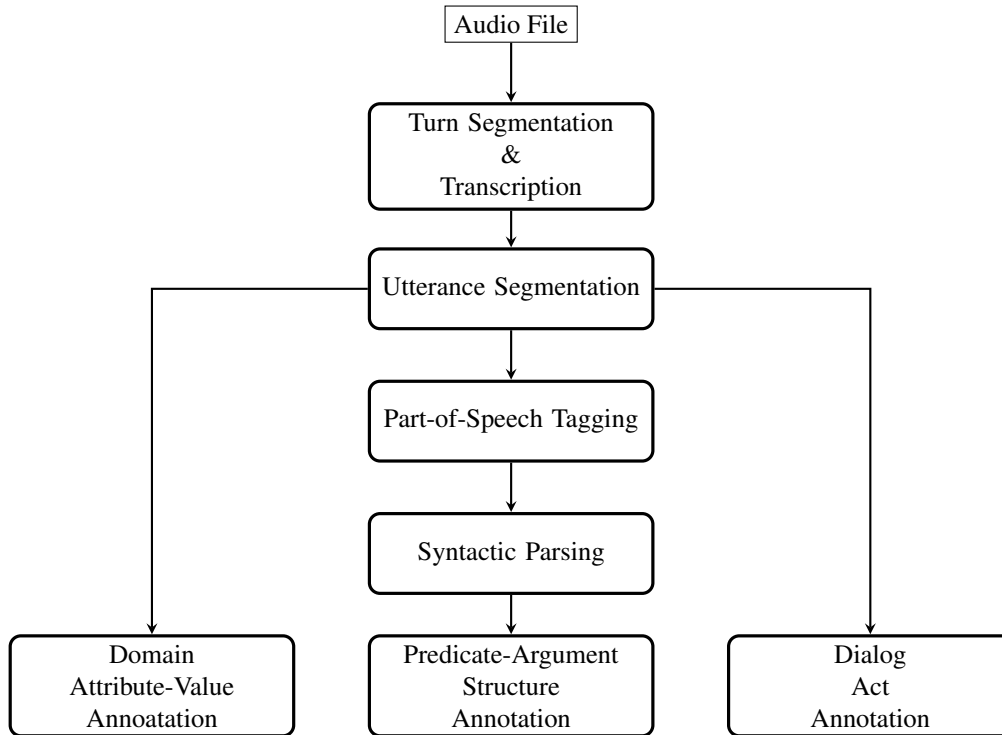 Audio File
Turn Segmentation
&
Transcription
Utterance Segmentation
Part-of-Speech Tagging
Syntactic Parsing
Domain
Attribute-Value
Annoatation
Predicate-Argument
Structure
Annotation
Dialog
Act
Annotation